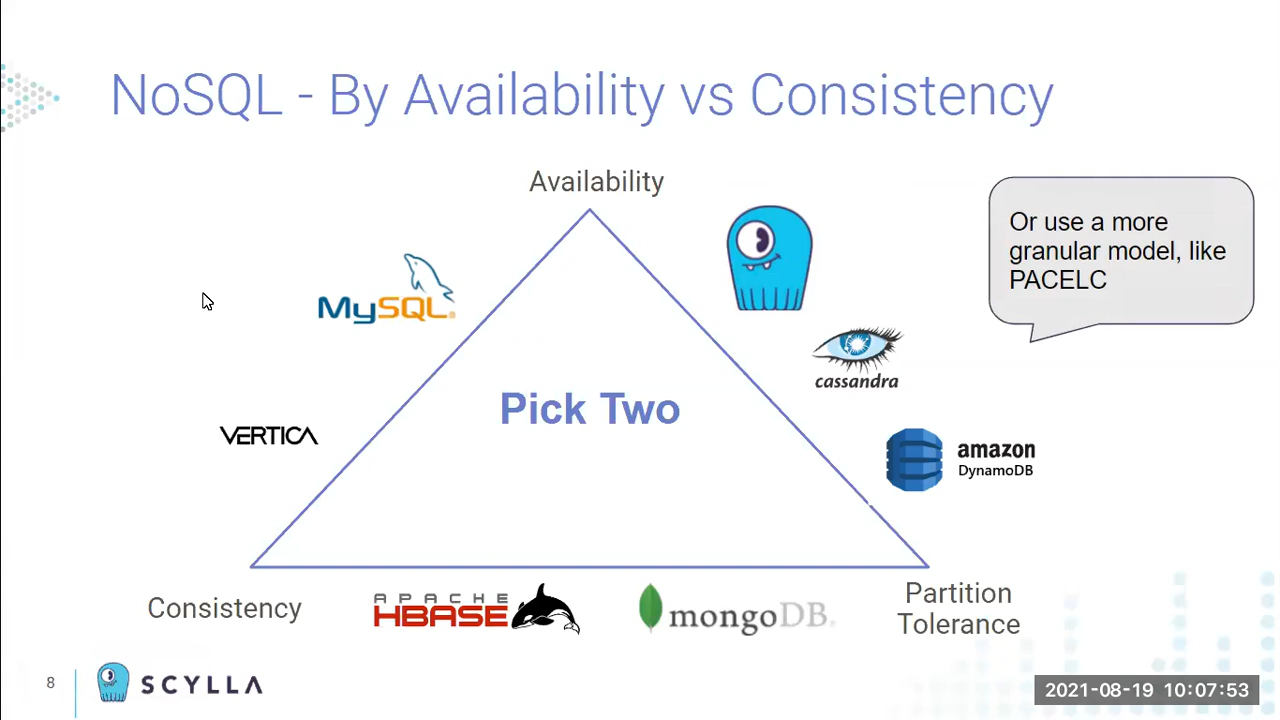 NoSQL - By Availability vs Consistency
Availability
Or use a more
granular model, like
PACELC
MySQL®
cassandra
Pick Two
VERTICA
amazon
DynamoDB
Consistency
APACHE
HBASE
mongoDB®
Partition
Tolerance
8
SCYLLA
2021-08-19 10:07:53